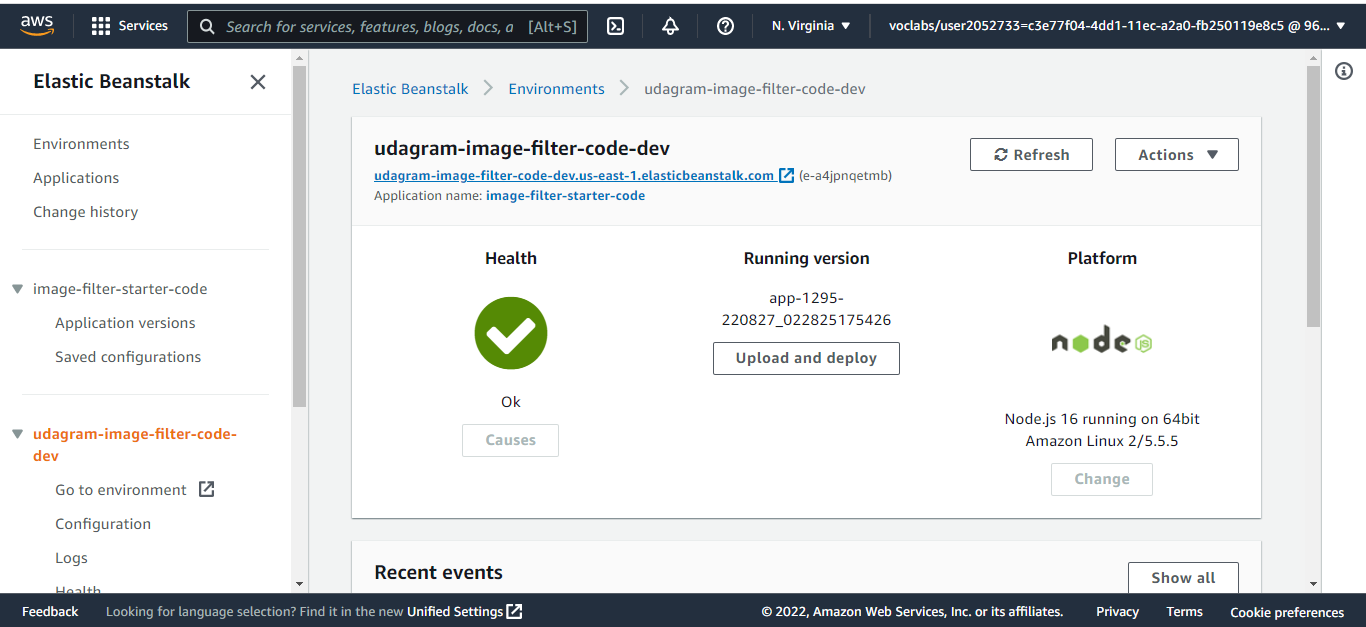 aws
Services
Search for services, features, blogs, docs, a [Alt+S]
N. Virginia ▼
voclabs/user2052733=c3e77f04-4dd1-11ec-a2a0-fb250119e8c5 @ 96... ▼
Elastic Beanstalk
Environments
Applications
Change history
image-filter-starter-code
Application versions
Saved configurations
udagram-image-filter-code-
dev
Go to environment
Configuration
Logs
Health
Elastic Beanstalk > Environments > udagram-image-filter-code-dev
udagram-image-filter-code-dev
udagram-image-filter-code-dev.us-east-1.elasticbeanstalk.com (e-a4jpnqetmb)
Application name: image-filter-starter-code
Refresh
Actions ▼
Health
Ok
Causes
Running version
app-1295-
220827_022825175426
Upload and deploy
Platform
node JS
Node.js 16 running on 64bit
Amazon Linux 2/5.5.5
Change
Recent events
Show all
Feedback
Looking for language selection? Find it in the new Unified Settings
© 2022, Amazon Web Services, Inc. or its affiliates.
Privacy
Terms
Cookie preferences